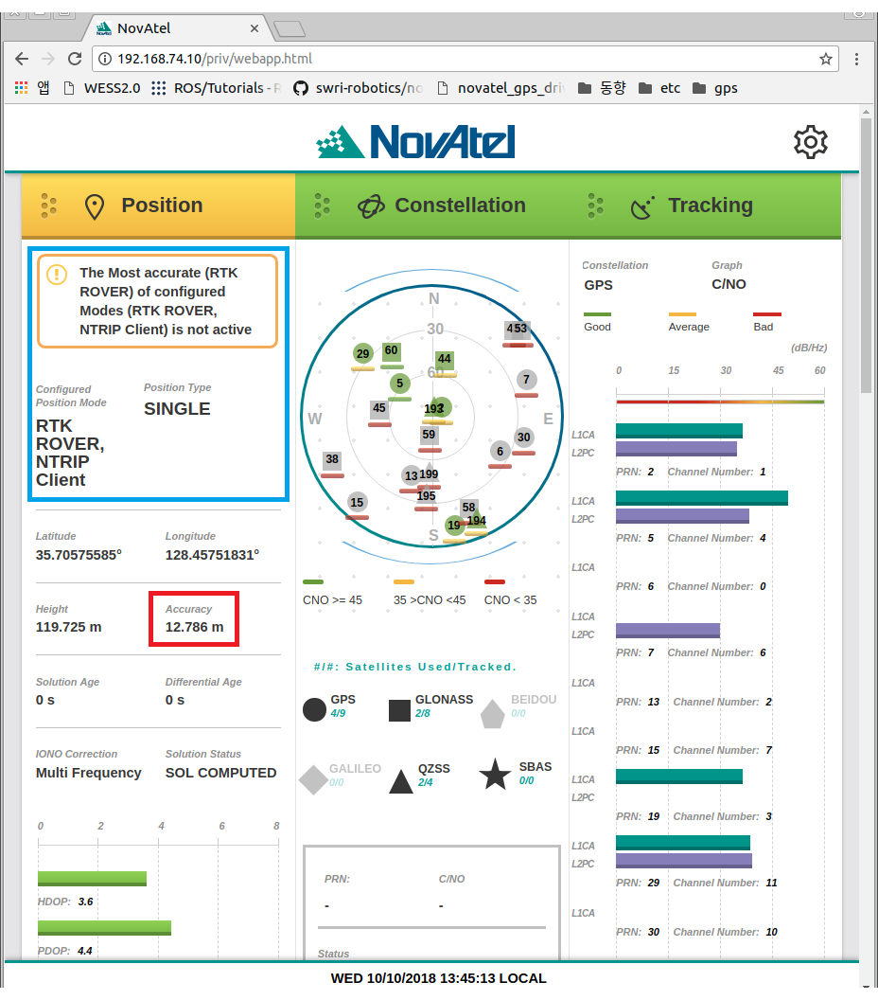 NovAtel
192.168.74.10/priv/webapp.html
앱 WESS2.0 ROS/Tutorials - swri-robotics/no novatel_gps_dri 동향 etc gps
NovAtel
Position Constellation Tracking
The Most accurate (RTK
ROVER) of configured
Modes (RTK ROVER,
NTRIP Client) is not active
Configured
Position Mode
RTK
ROVER,
NTRIP
Client
Position Type
SINGLE
Latitude
35.70575585°
Longitude
128.45751831°
Height
119.725 m
Accuracy
12.786 m
Solution Age
0 s
Differential Age
0 s
IONO Correction
Multi Frequency
Solution Status
SOL COMPUTED
0 2 4 6 8
HDOP: 3.6
PDOP: 4.4
N
30
60
W
E
S
29
60
44
53
5
7
45
193
59
30
6
38
13
199
195
15
58
19
194
CNO >= 45
35 >CNO <45
CNO < 35
#/#: Satellites Used/Tracked.
GPS
4/9
GLONASS
2/8
BEIDOU
0/0
GALILEO
0/0
QZSS
2/4
SBAS
0/0
PRN:
-
C/NO
-
Status
Constellation
GPS
Graph
C/NO
Good
Average
Bad
(dB/Hz)
0 15 30 45 60
L1CA
L2PC
PRN: 2 Channel Number: 1
L1CA
L2PC
PRN: 5 Channel Number: 4
L1CA
PRN: 6 Channel Number: 0
L1CA
L2PC
PRN: 7 Channel Number: 6
L1CA
PRN: 13 Channel Number: 2
L1CA
PRN: 15 Channel Number: 7
L1CA
L2PC
PRN: 19 Channel Number: 3
L1CA
L2PC
PRN: 29 Channel Number: 11
L1CA
PRN: 30 Channel Number: 10
WED 10/10/2018 13:45:13 LOCAL